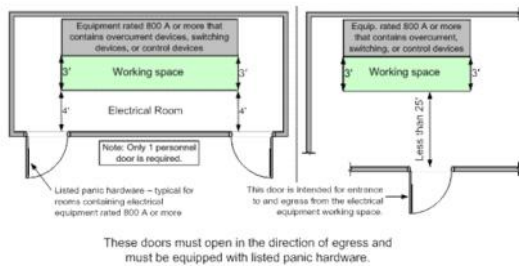 Equipment rated 800 A or more that
contains overcurrent devices, switching
devices, or control devices
3'
Working space
3'
4'
Electrical Room
4'
Note: Only 1 personnel
door is required.
Listed panic hardware – typical for
rooms containing electrical
equipment rated 800 A or more
Equip. rated 800 A or more
that contains overcurrent,
switching, or control devices
3'
Working space
3'
Less than 25'
This door is intended for entrance
to and egress from the electrical
equipment working space.
These doors must open in the direction of egress and
must be equipped with listed panic hardware.